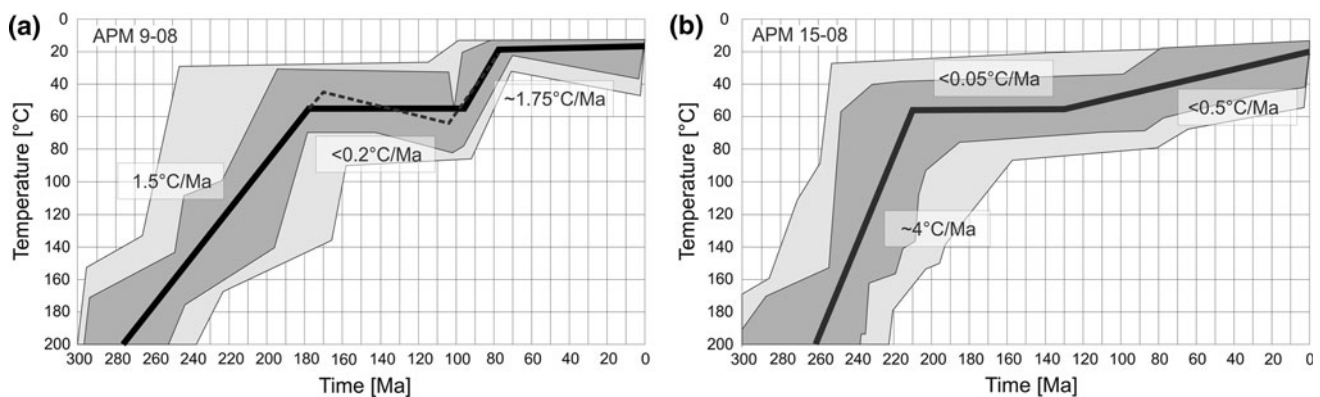 (a) APM 9-08
0
20
40
60
80
100
120
140
160
180
200
Temperature [°C]
1.5°C/Ma
<0.2°C/Ma
~1.75°C/Ma
300 280 260 240 220 200 180 160 140 120 100 80 60 40 20 0
Time [Ma]
(b) APM 15-08
0
20
40
60
80
100
120
140
160
180
200
Temperature [°C]
<0.05°C/Ma
<0.5°C/Ma
~4°C/Ma
300 280 260 240 220 200 180 160 140 120 100 80 60 40 20 0
Time [Ma]